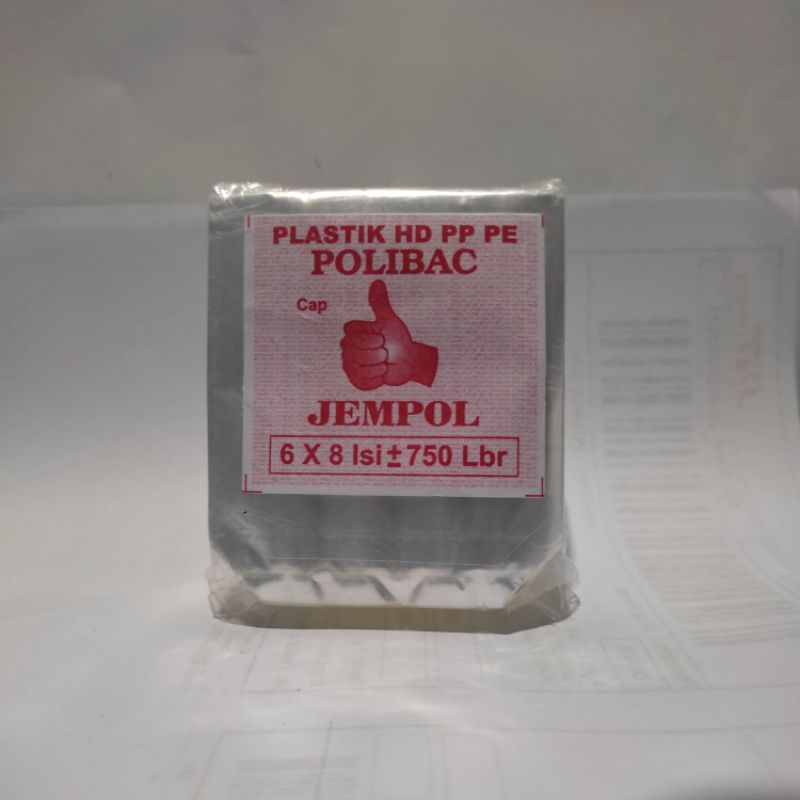 PLASTIK HD PP PE
POLIBAC
Cap
JEMPOL
6 X 8 Isi ± 750 Lbr